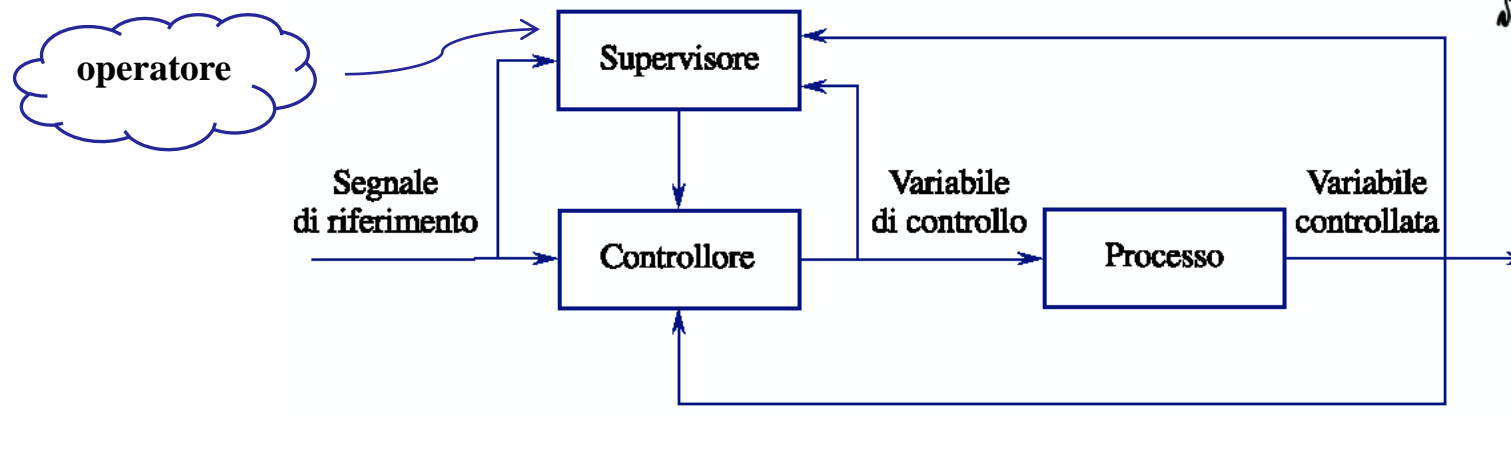 operatore
Supervisore
Segnale
di riferimento
Variabile
di controllo
Variabile
controllata
Controllore
Processo